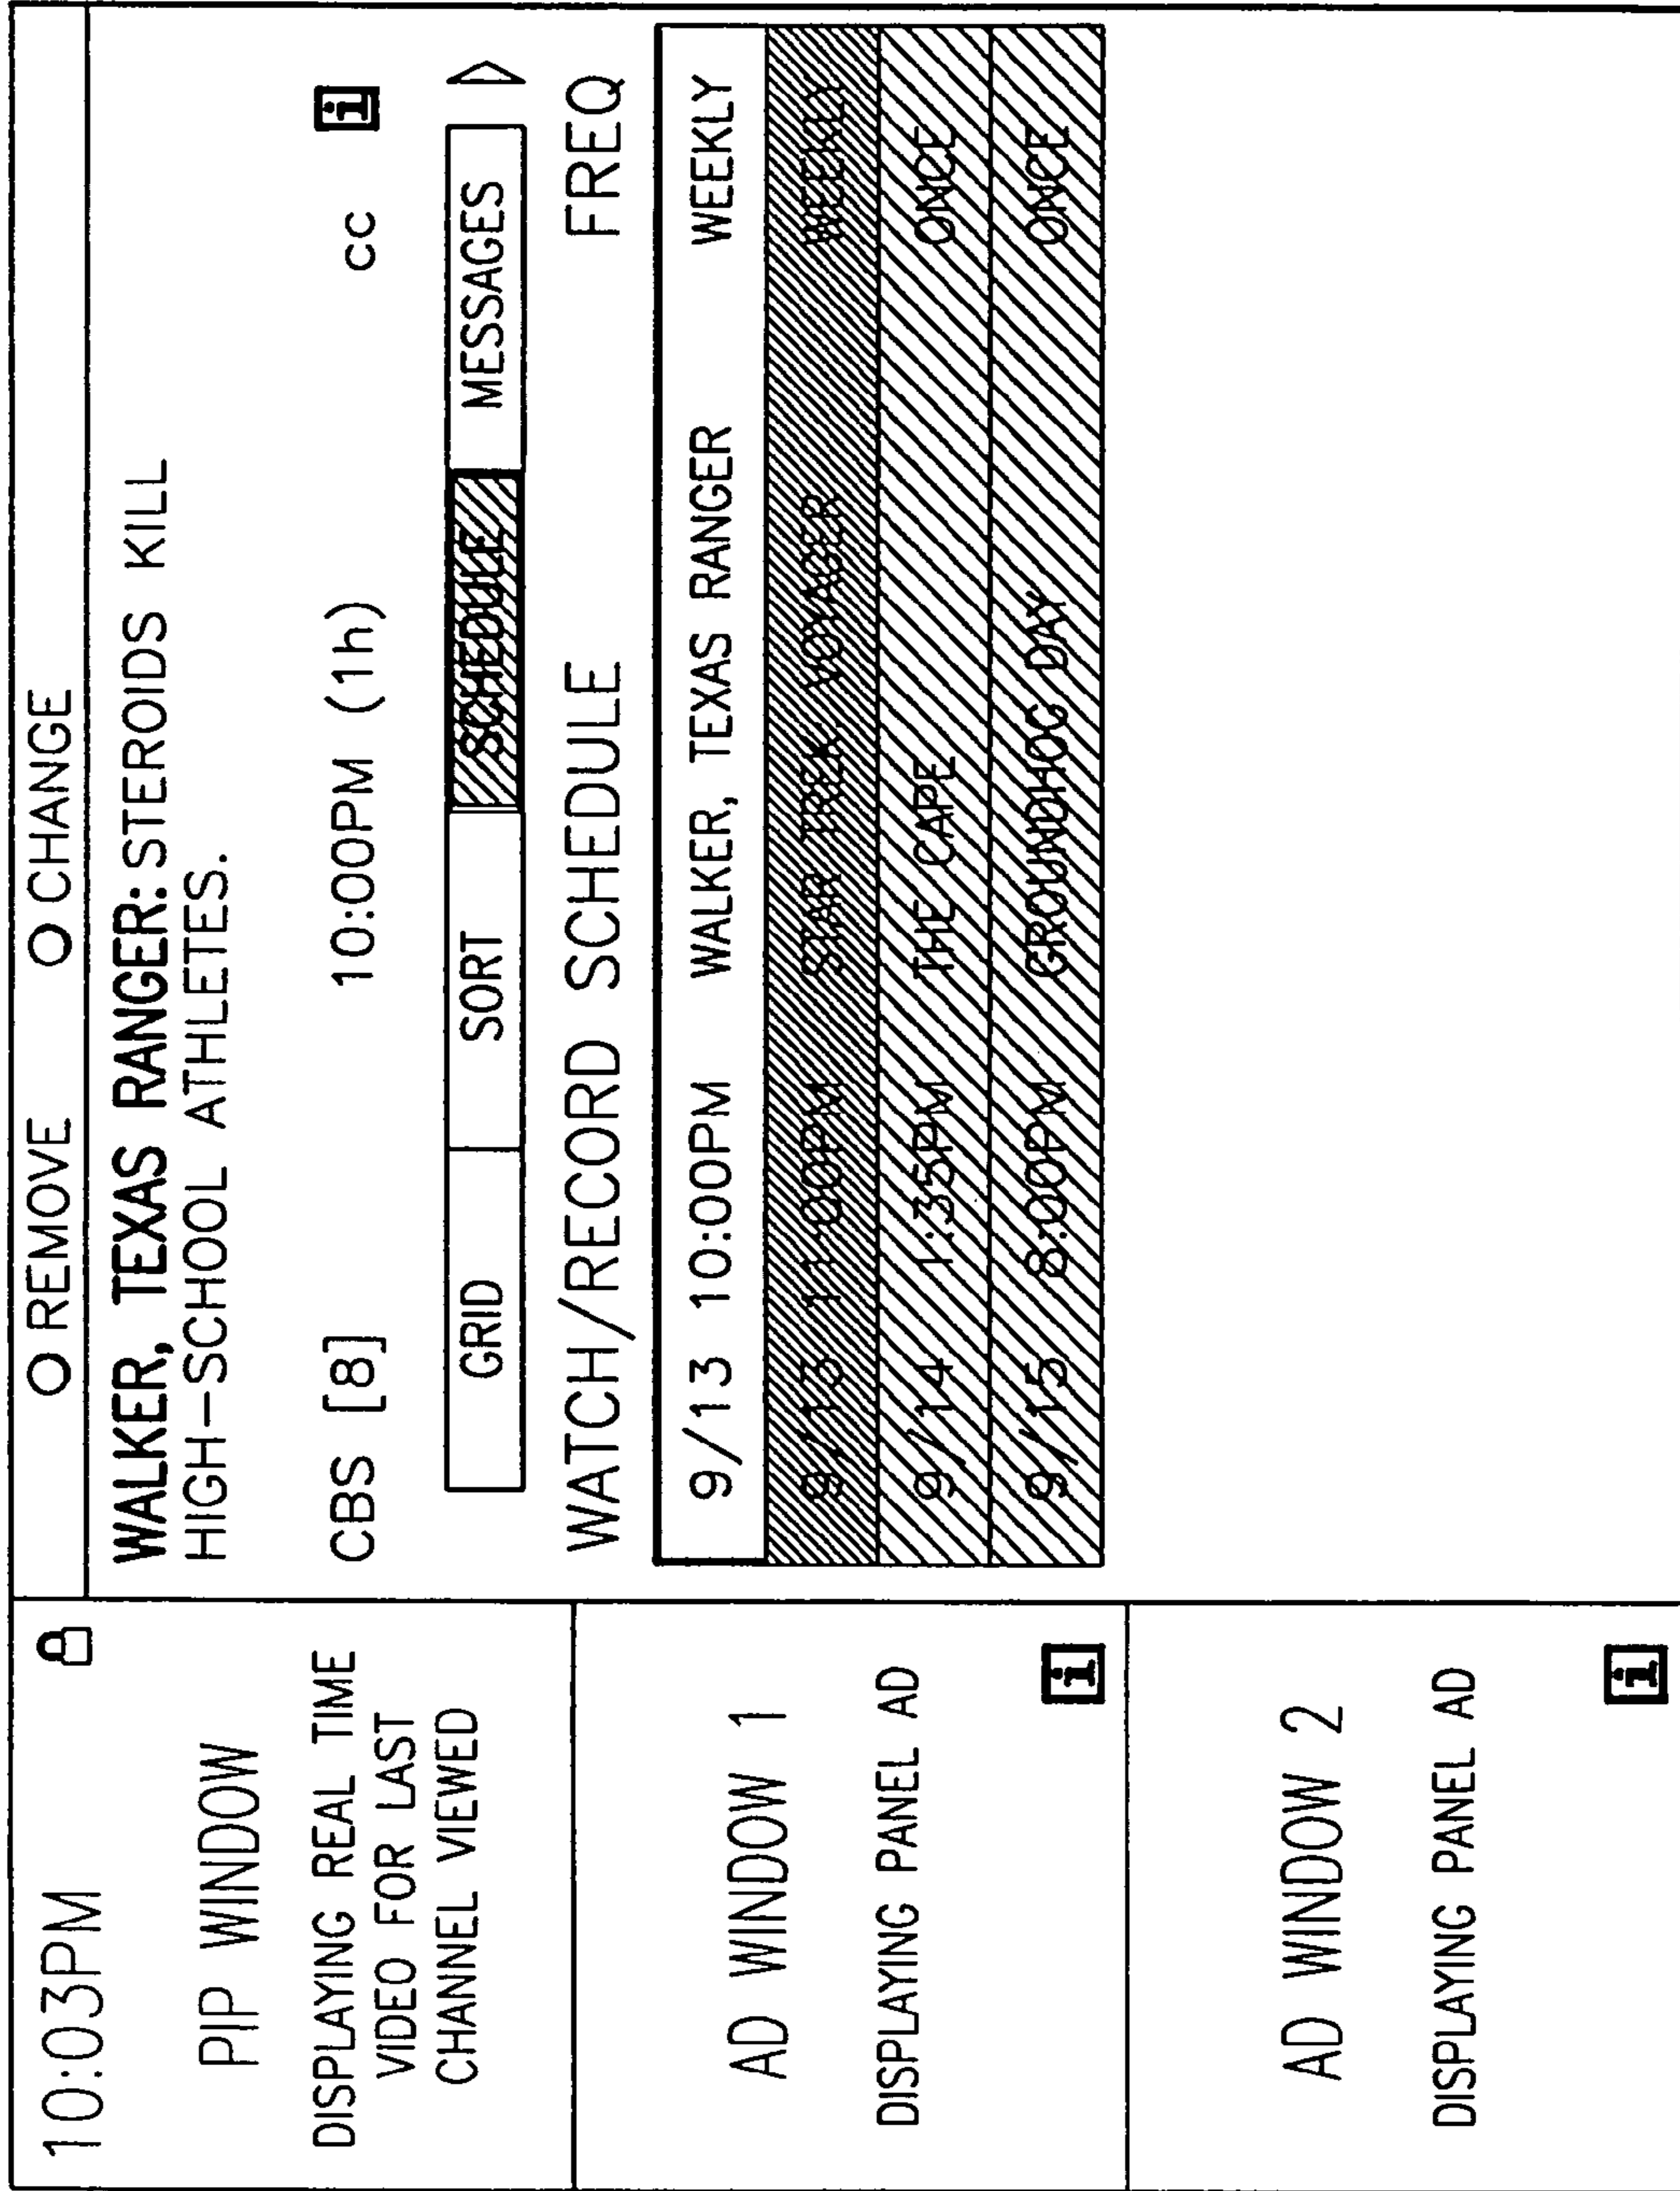 10:03PM
PIP WINDOW
DISPLAYING REAL TIME
VIDEO FOR LAST
CHANNEL VIEWED
AD WINDOW 1
DISPLAYING PANEL AD
i
AD WINDOW 2
DISPLAYING PANEL AD
i
REMOVE CHANGE
WALKER, TEXAS RANGER: STEROIDS KILL
HIGH-SCHOOL ATHLETES.
CBS [8] 10:00PM (1h) CC i
GRID SORT SCHEDULE MESSAGES
WATCH/RECORD SCHEDULE FREQ
9/13 10:00PM WALKER, TEXAS RANGER WEEKLY
9/13 11:00PM STAR TREK VOYAGER WEEKLY
9/14 1:35PM THE CAPE ONCE
9/15 8:00PM GROUNDHOG DAY ONCE